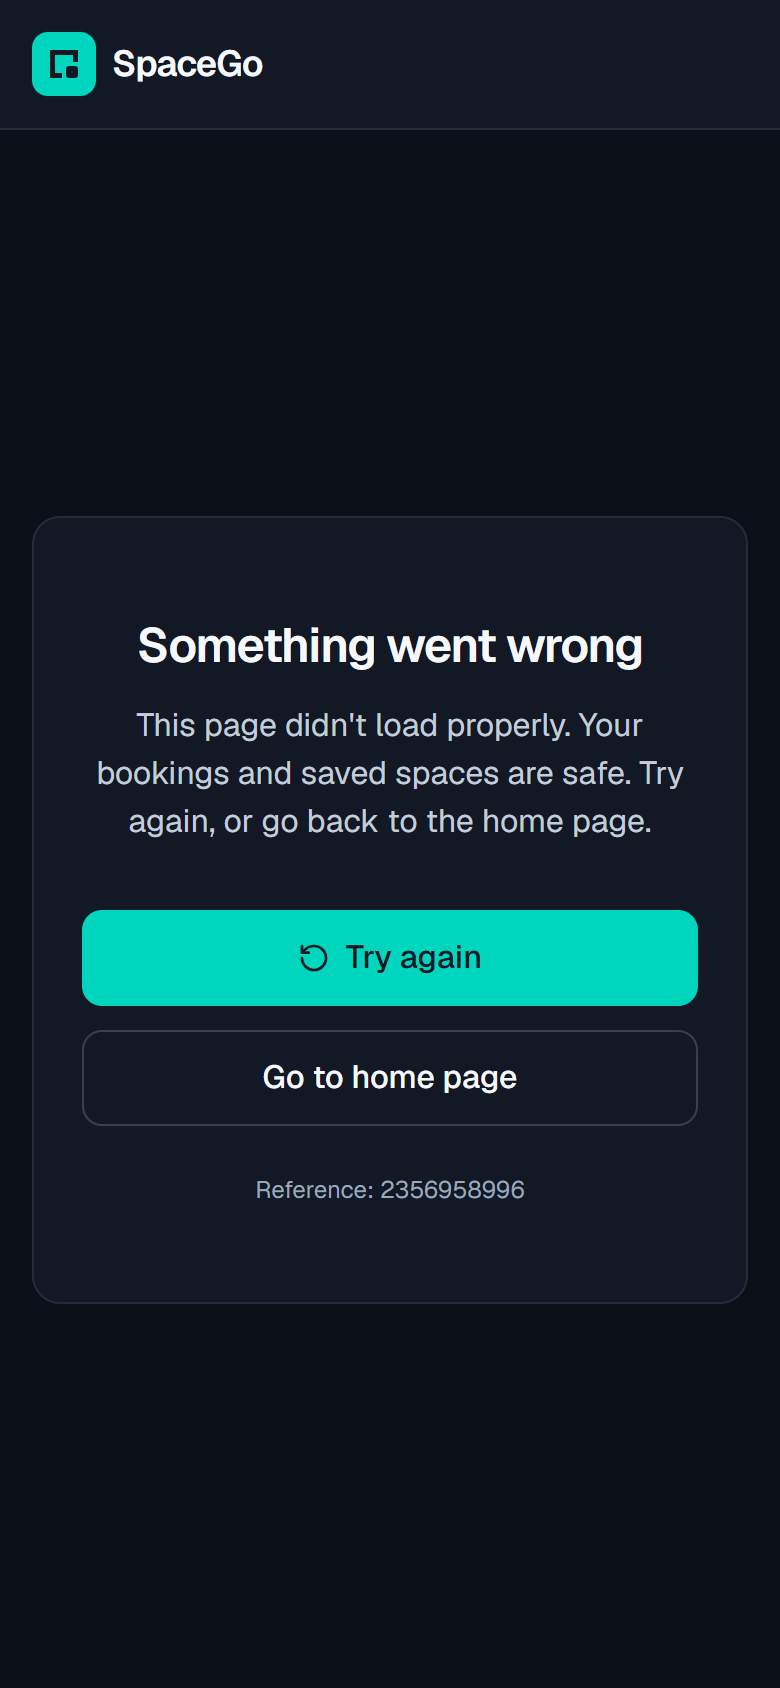 SpaceGo
Something went wrong
This page didn't load properly. Your
bookings and saved spaces are safe. Try
again, or go back to the home page.
Try again
Go to home page
Reference: 2356958996